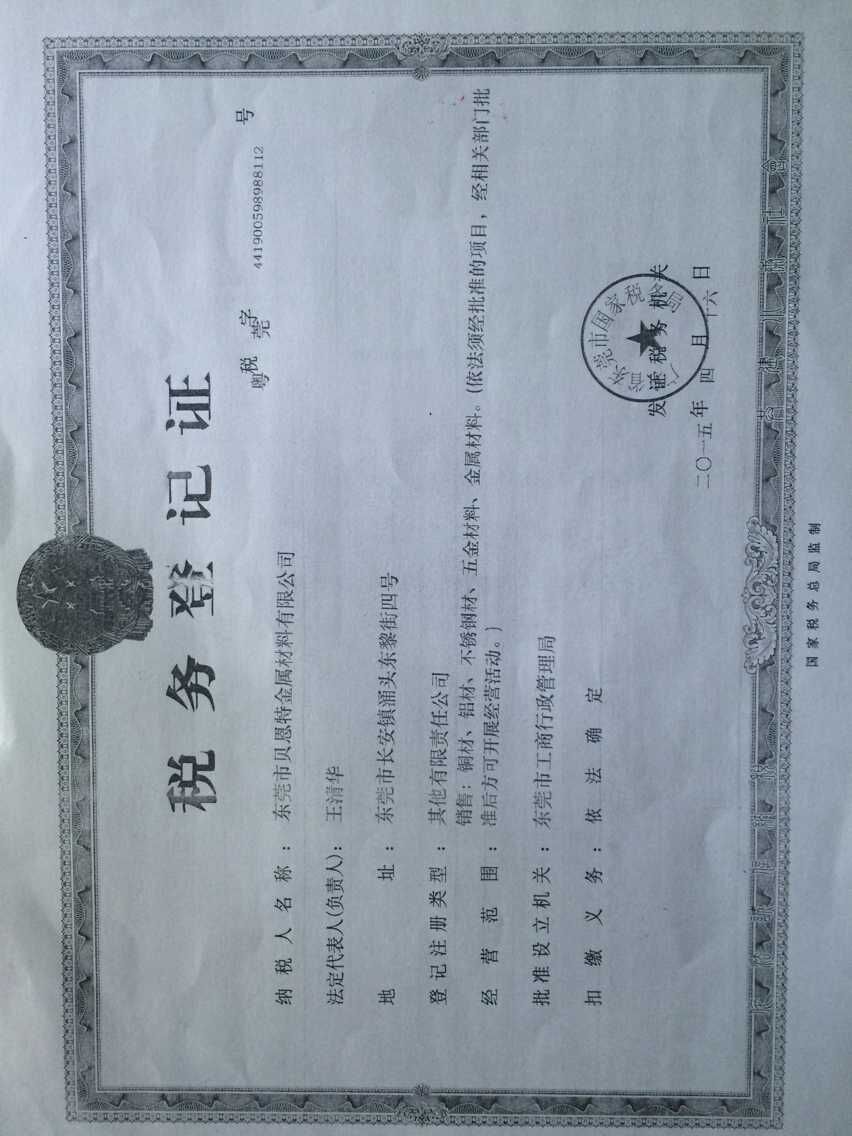 税务登记证
粤税莞字 441900598988112 号
纳税人名称： 东莞市贝恩特金属材料有限公司
法定代表人(负责人)： 王清华
地址： 东莞市长安镇涌头东黎街四号
登记注册类型： 其他有限责任公司
经营范围： 销售：铜材、铝材、不锈钢材、五金材料、金属材料。(依法须经批准的项目，经相关部门批
准后方可开展经营活动。)
批准设立机关： 东莞市工商行政管理局
扣缴义务： 依法确定
东莞市国家税务局
发证税务机关
二〇一五年 四 月 十六 日
国家税务总局监制